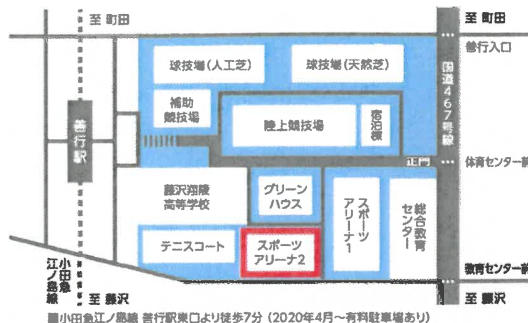 至 町田
至 町田
善行入口
球技場(人工芝)
球技場(天然芝)
国道467号線
補助
競技場
陸上競技場
宿泊棟
善行駅
正門
体育センター前
藤沢翔陵
高等学校
グリーン
ハウス
スポーツ
アリーナ1
総合教育
センター
テニスコート
スポーツ
アリーナ2
小田急
江ノ島線
至 藤沢
教育センター前
至 藤沢
■小田急江ノ島線 善行駅東口より徒歩7分 (2020年4月〜有料駐車場あり)